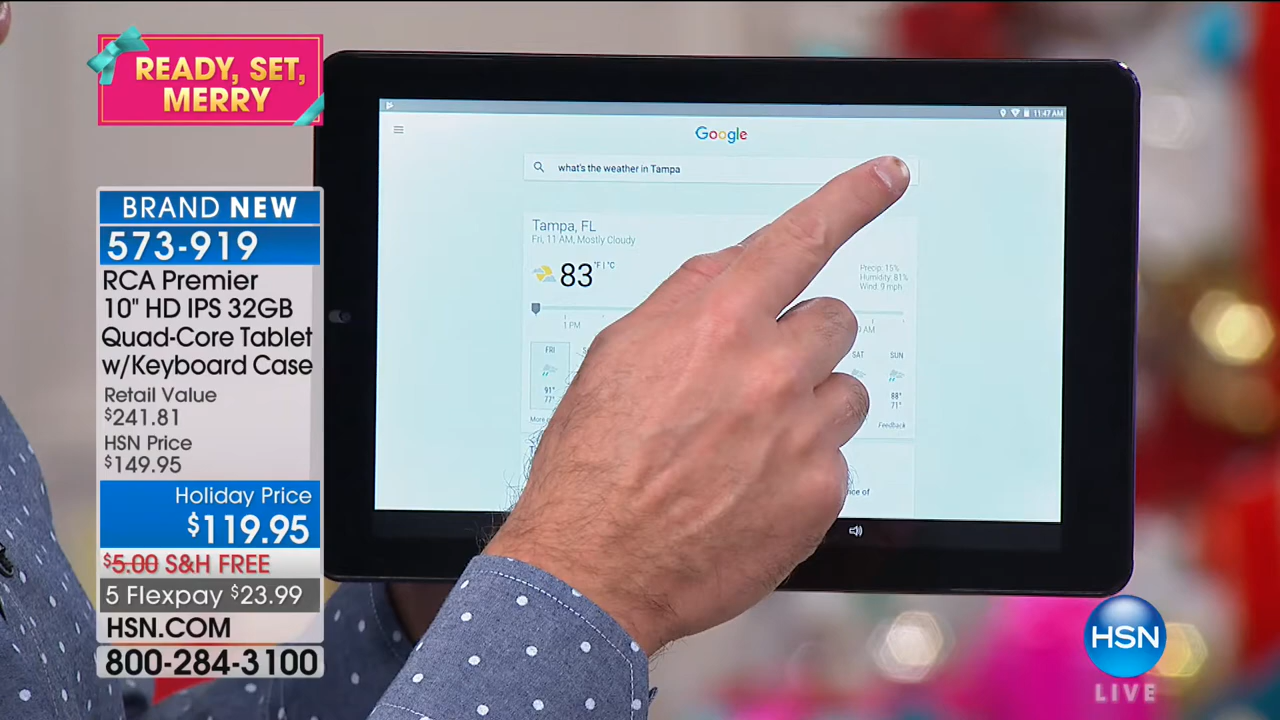 READY, SET,
MERRY
BRAND NEW
573-919
RCA Premier
10" HD IPS 32GB
Quad-Core Tablet
w/Keyboard Case
Retail Value
$241.81
HSN Price
$149.95
Holiday Price
$119.95
$5.00 S&H FREE
5 Flexpay $23.99
HSN.COM
800-284-3100
11:47 AM
Google
what's the weather in Tampa
Tampa, FL
Fri, 11 AM, Mostly Cloudy
83 °F | °C
Precip: 15%
Humidity: 81%
Wind: 9 mph
1 PM
AM
FRI
SAT
SUN
91°
77°
88°
71°
Feedback
of
HSN
LIVE